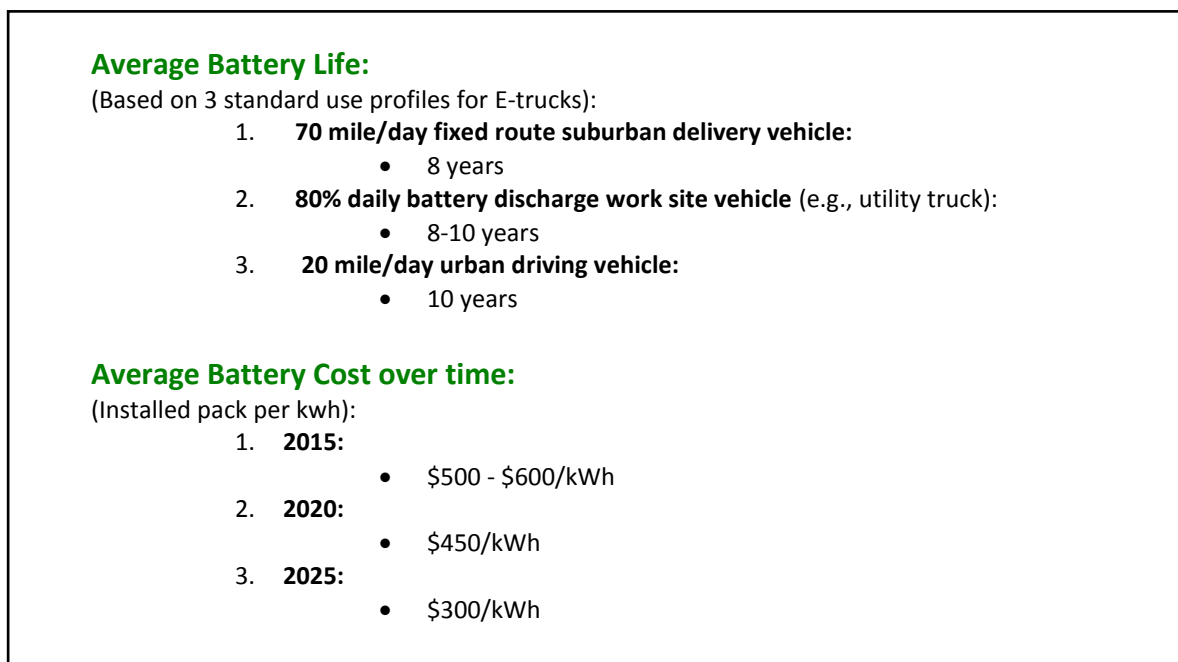 Average Battery Life:
(Based on 3 standard use profiles for E-trucks):
1. 70 mile/day fixed route suburban delivery vehicle:
• 8 years
2. 80% daily battery discharge work site vehicle (e.g., utility truck):
• 8-10 years
3. 20 mile/day urban driving vehicle:
• 10 years
Average Battery Cost over time:
(Installed pack per kwh):
1. 2015:
• $500 - $600/kWh
2. 2020:
• $450/kWh
3. 2025:
• $300/kWh